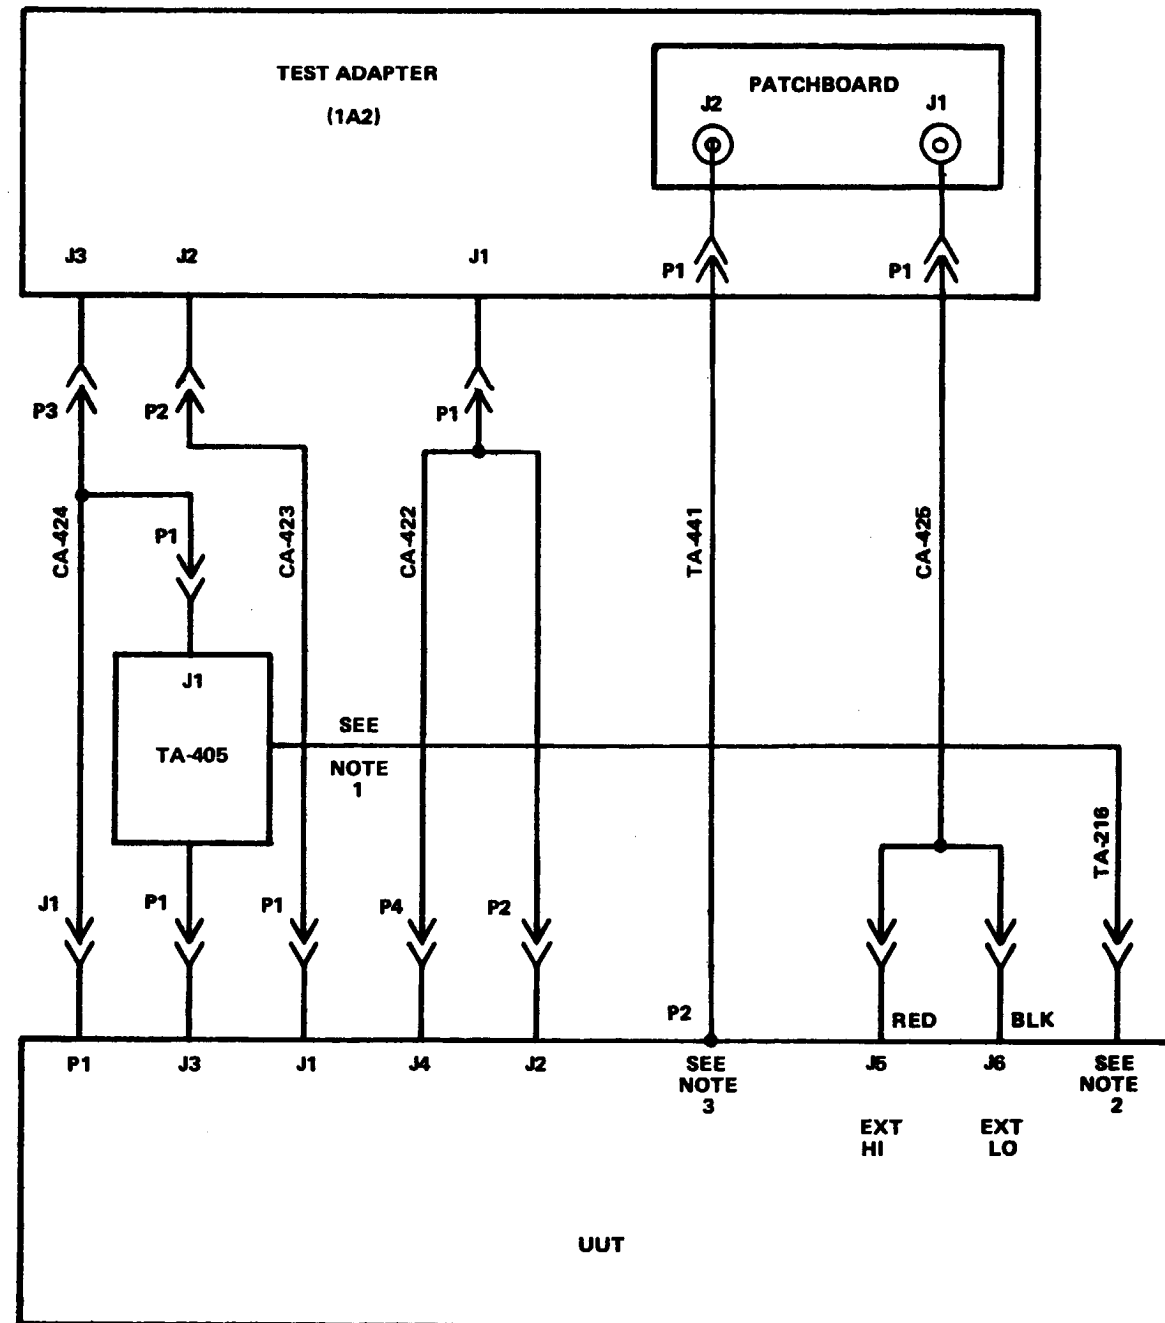 TEST ADAPTER
(1A2)
PATCHBOARD
J2
J1
J3
J2
J1
P1
P1
P3
P2
P1
CA-424
P1
CA-423
CA-422
TA-441
CA-425
J1
TA-405
SEE
NOTE
1
TA-216
J1
P1
P1
P4
P2
P2
RED
BLK
P1
J3
J1
J4
J2
SEE
NOTE
3
J5
J6
SEE
NOTE
2
EXT
HI
EXT
LO
UUT